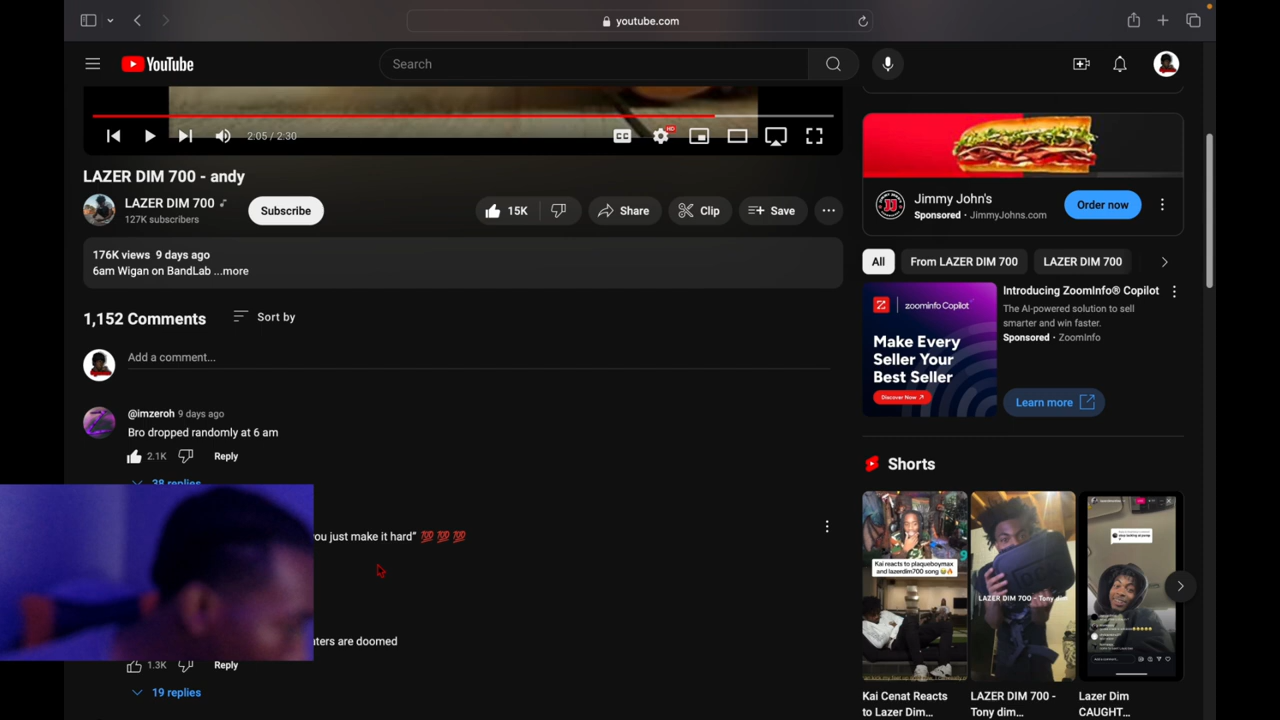 youtube.com
YouTube
Search
2:05 / 2:30
CC
HD
LAZER DIM 700 - andy
LAZER DIM 700
127K subscribers
Subscribe
15K
Share
Clip
Save
176K views 9 days ago
6am Wigan on BandLab ...more
1,152 Comments
Sort by
Add a comment...
@imzeroh 9 days ago
Bro dropped randomly at 6 am
2.1K
Reply
38 replies
you just make it hard" 💯 💯 💯
aters are doomed
1.3K
Reply
19 replies
Jimmy John's
Sponsored · JimmyJohns.com
Order now
All
From LAZER DIM 700
LAZER DIM 700
zoominfo Copilot
Make Every
Seller Your
Best Seller
Discover Now
Introducing ZoomInfo® Copilot
The AI-powered solution to sell
smarter and win faster.
Sponsored · ZoomInfo
Learn more
Shorts
Kai reacts to plaqueboymax
and lazerdim700 song
LAZER DIM 700 - Tony dim
Kai Cenat Reacts
to Lazer Dim...
LAZER DIM 700 -
Tony dim...
Lazer Dim
CAUGHT...